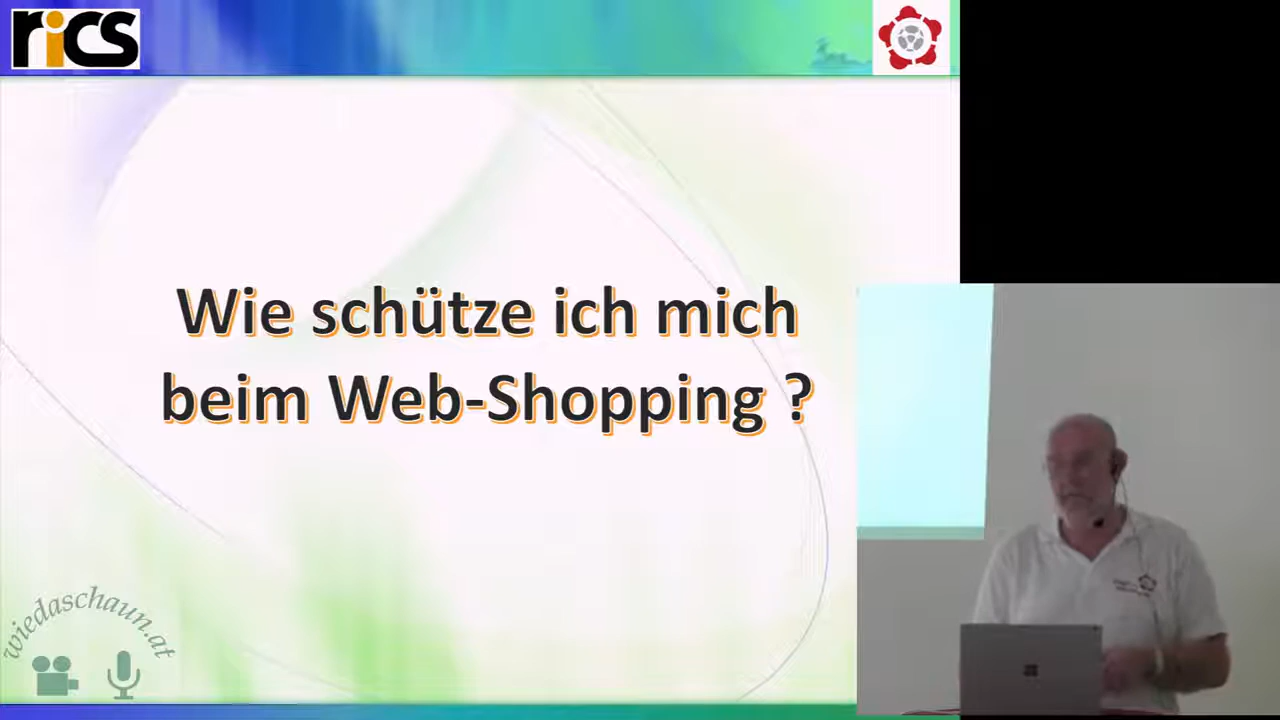 rics
Wie schütze ich mich
beim Web-Shopping ?
wiedaschaun.at